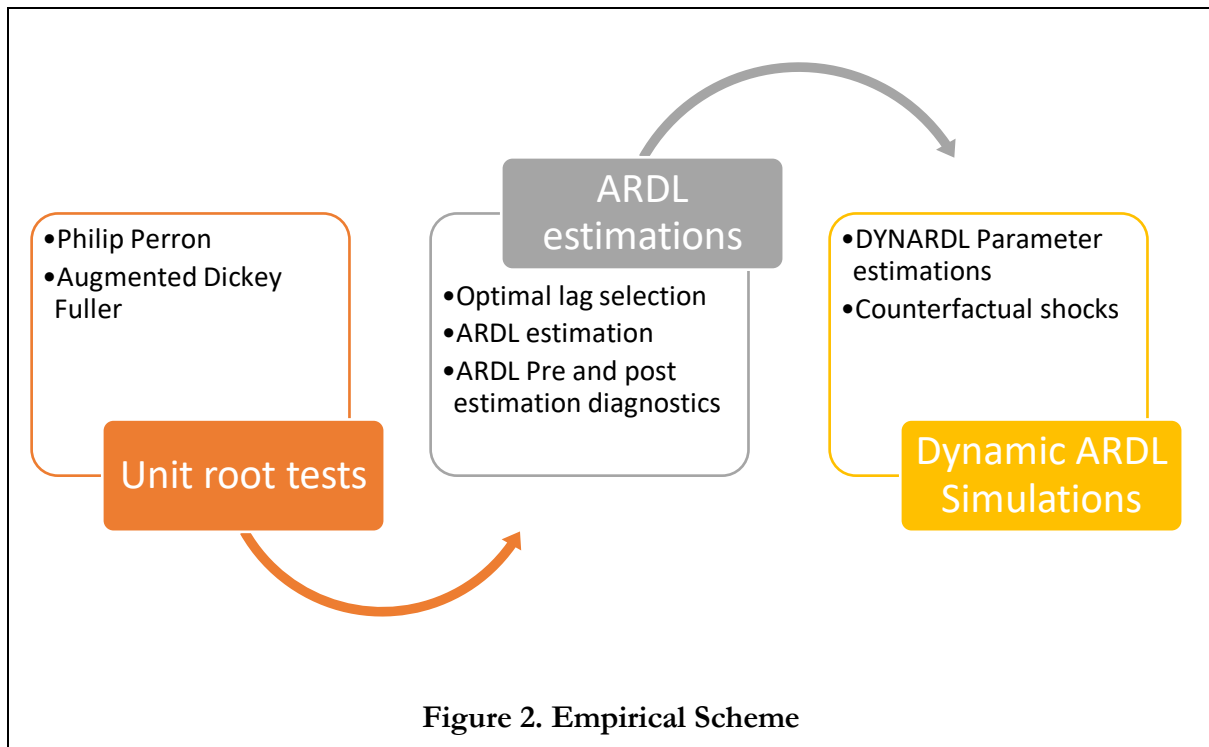 •Philip Perron
•Augmented Dickey
Fuller
Unit root tests
ARDL
estimations
•Optimal lag selection
•ARDL estimation
•ARDL Pre and post
estimation diagnostics
•DYNARDL Parameter
estimations
•Counterfactual shocks
Dynamic ARDL
Simulations
Figure 2. Empirical Scheme